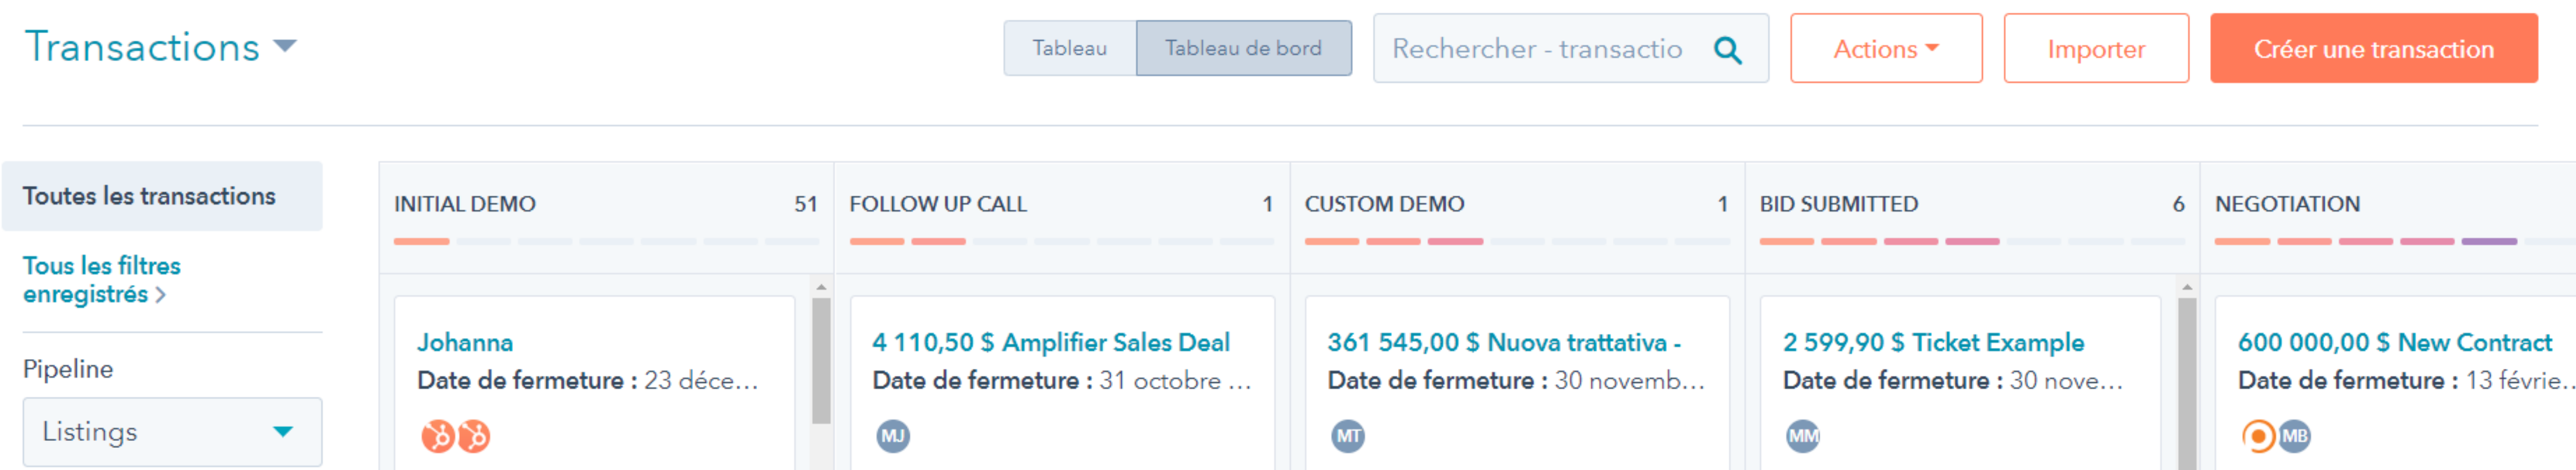 Transactions
Tableau
Tableau de bord
Rechercher - transactio
Actions
Importer
Créer une transaction
Toutes les transactions
Tous les filtres
enregistrés
Pipeline
Listings
INITIAL DEMO 51
Johanna
Date de fermeture : 23 déce...
FOLLOW UP CALL 1
4 110,50 $ Amplifier Sales Deal
Date de fermeture : 31 octobre ...
MJ
CUSTOM DEMO 1
361 545,00 $ Nuova trattativa -
Date de fermeture : 30 novemb...
MT
BID SUBMITTED 6
2 599,90 $ Ticket Example
Date de fermeture : 30 nove...
MM
NEGOTIATION
600 000,00 $ New Contract
Date de fermeture : 13 févrie...
MB